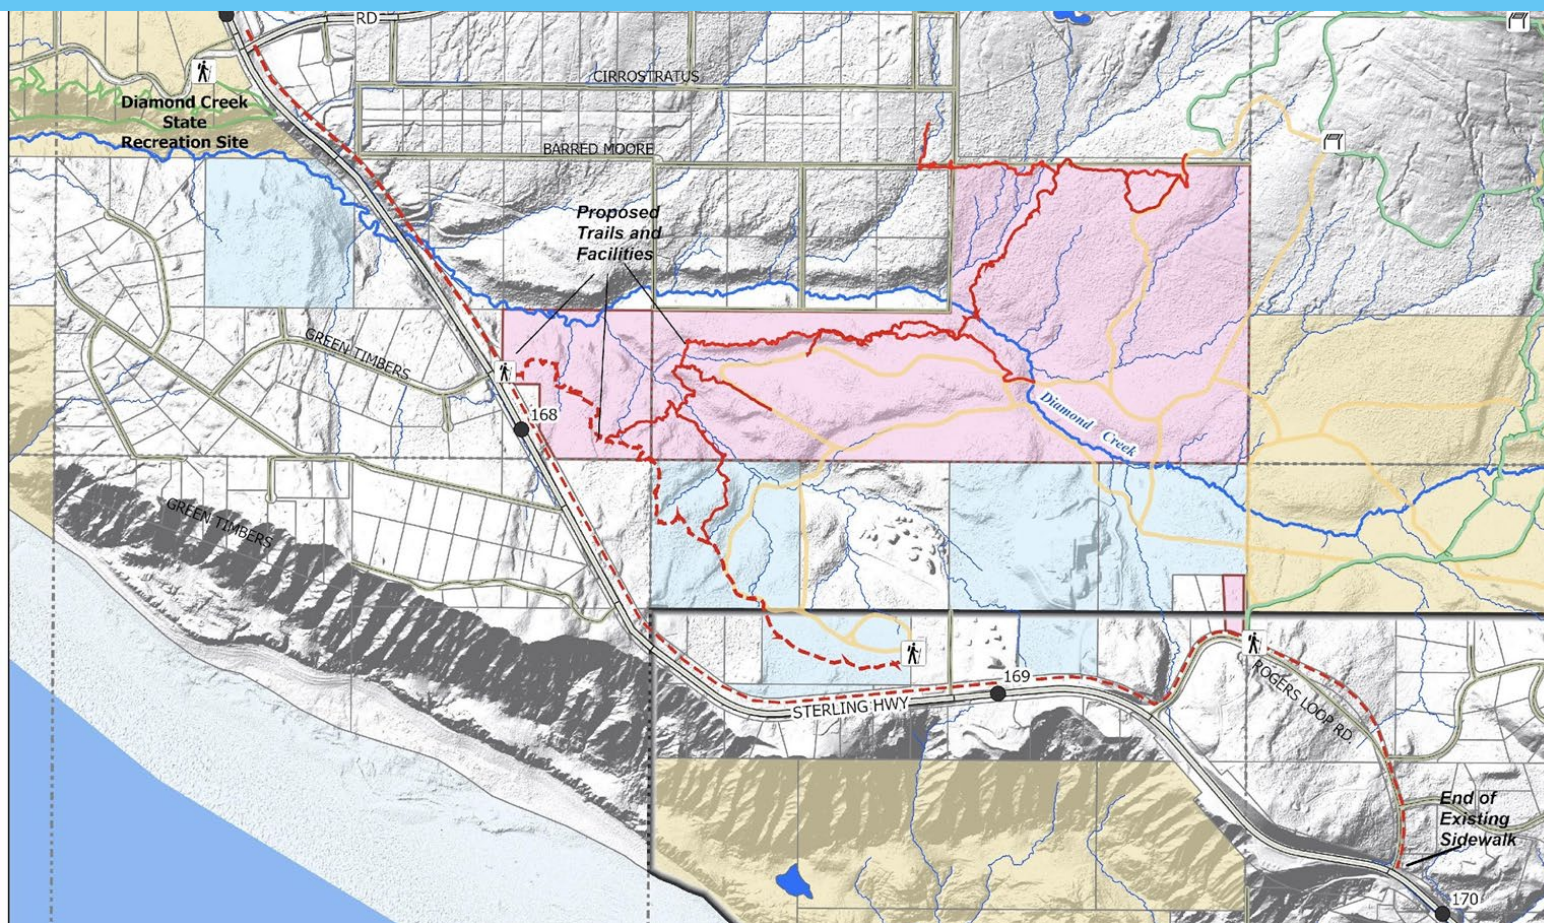 RD
CIRROSTRATUS
Diamond Creek
State
Recreation Site
BARRED MOORE
Proposed
Trails and
Facilities
GREEN TIMBERS
168
Diamond Creek
GREEN TIMBERS
169
STERLING HWY
ROGERS LOOP RD.
End of
Existing
Sidewalk
170